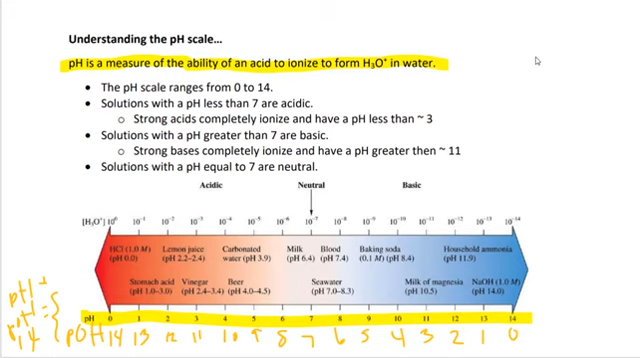 Understanding the pH scale...
pH is a measure of the ability of an acid to ionize to form H₃O⁺ in water.
• The pH scale ranges from 0 to 14.
• Solutions with a pH less than 7 are acidic.
o Strong acids completely ionize and have a pH less than ~ 3
• Solutions with a pH greater than 7 are basic.
o Strong bases completely ionize and have a pH greater then ~ 11
• Solutions with a pH equal to 7 are neutral.
Acidic Neutral Basic
[H₃O⁺] 10⁰ 10⁻¹ 10⁻² 10⁻³ 10⁻⁴ 10⁻⁵ 10⁻⁶ 10⁻⁷ 10⁻⁸ 10⁻⁹ 10⁻¹⁰ 10⁻¹¹ 10⁻¹² 10⁻¹³ 10⁻¹⁴
HCl (1.0 M) Lemon juice Carbonated Milk Blood Baking soda Household ammonia
(pH 0.0) (pH 2.2–2.4) water (pH 3.9) (pH 6.4) (pH 7.4) (0.1 M) (pH 8.4) (pH 11.9)
Stomach acid Vinegar Beer Seawater Milk of magnesia NaOH (1.0 M)
(pH 1.0–3.0) (pH 2.4–3.4) (pH 4.0–4.5) (pH 7.0–8.3) (pH 10.5) (pH 14.0)
pH 0 1 2 3 4 5 6 7 8 9 10 11 12 13 14
pH +
pOH =
14
pOH 14 13 12 11 10 9 8 7 6 5 4 3 2 1 0